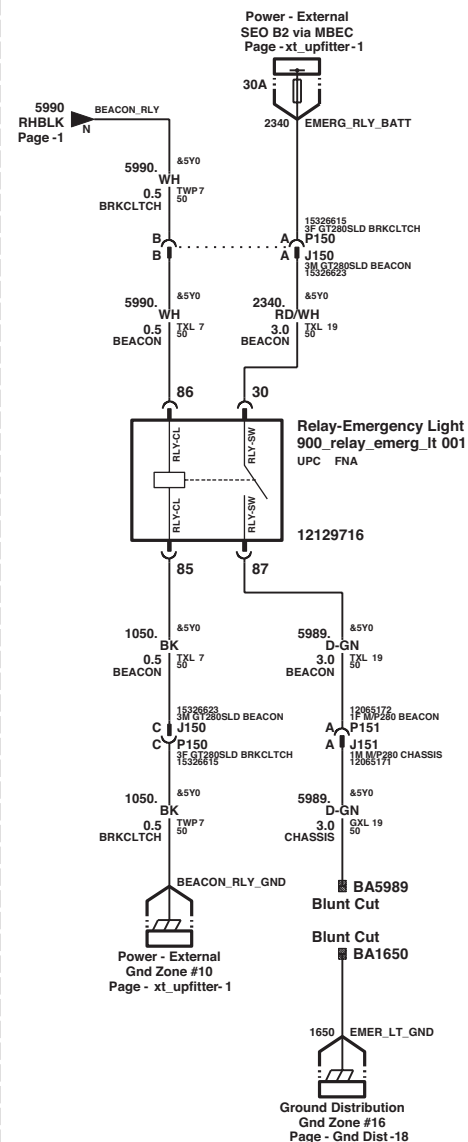 Power - External
SEO B2 via MBEC
Page - xt_upfitter-1
30A
2340 EMERG_RLY_BATT
5990
RHBLK
Page -1
N
BEACON_RLY
5990.
&5Y0
WH
0.5
TWP 7
50
BRKCLTCH
15326615
3F GT280SLD BRKCLTCH
B
B
A P150
A J150
3M GT280SLD BEACON
15326623
5990.
&5Y0
WH
0.5
TXL 7
50
BEACON
2340.
&5Y0
RD/WH
3.0
TXL 19
50
BEACON
86
30
RLY-CL
RLY-SW
RLY-CL
RLY-SW
Relay-Emergency Light
900_relay_emerg_lt 001
UPC FNA
12129716
85
87
1050.
&5Y0
BK
0.5
TXL 7
50
BEACON
5989.
&5Y0
D-GN
3.0
TXL 19
50
BEACON
15326623
3M GT280SLD BEACON
C J150
C P150
3F GT280SLD BRKCLTCH
15326615
12065172
1F M/P280 BEACON
A P151
A J151
1M M/P280 CHASSIS
12065171
1050.
&5Y0
BK
0.5
TWP 7
50
BRKCLTCH
5989.
&5Y0
D-GN
3.0
GXL 19
50
CHASSIS
BEACON_RLY_GND
Power - External
Gnd Zone #10
Page - xt_upfitter- 1
BA5989
Blunt Cut
Blunt Cut
BA1650
1650 EMER_LT_GND
Ground Distribution
Gnd Zone #16
Page - Gnd Dist -18